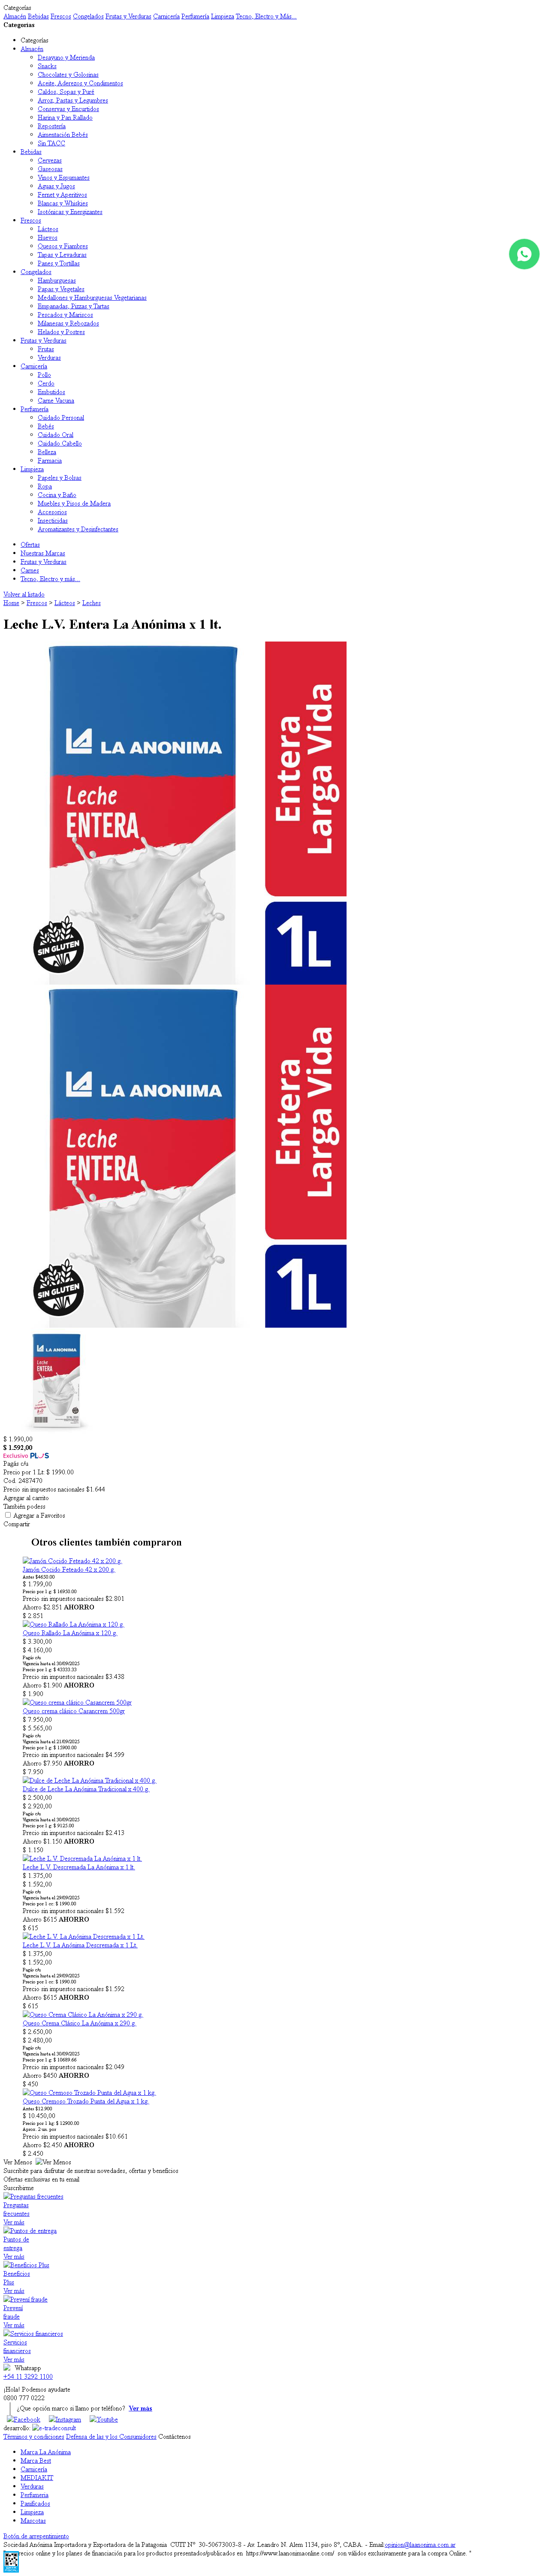 Categorías
Almacén Bebidas Frescos Congelados Frutas y Verduras Carnicería Perfumería Limpieza Tecno, Electro y Más...
Categorías
Categorías
Almacén
Desayuno y Merienda
Snacks
Chocolates y Golosinas
Aceite, Aderezos y Condimentos
Caldos, Sopas y Puré
Arroz, Pastas y Legumbres
Conservas y Encurtidos
Harina y Pan Rallado
Repostería
Alimentación Bebés
Sin TACC
Bebidas
Cervezas
Gaseosas
Vinos y Espumantes
Aguas y Jugos
Fernet y Aperitivos
Blancas y Whiskies
Isotónicas y Energizantes
Frescos
Lácteos
Huevos
Quesos y Fiambres
Tapas y Levaduras
Panes y Tortillas
Congelados
Hamburguesas
Papas y Vegetales
Medallones y Hamburguesas Vegetarianas
Empanadas, Pizzas y Tartas
Pescados y Mariscos
Milanesas y Rebozados
Helados y Postres
Frutas y Verduras
Frutas
Verduras
Carnicería
Pollo
Cerdo
Embutidos
Carne Vacuna
Perfumería
Cuidado Personal
Bebés
Cuidado Oral
Cuidado Cabello
Belleza
Farmacia
Limpieza
Papeles y Bolsas
Ropa
Cocina y Baño
Muebles y Pisos de Madera
Accesorios
Insecticidas
Aromatizantes y Desinfectantes
Ofertas
Nuestras Marcas
Frutas y Verduras
Carnes
Tecno, Electro y más...
Volver al listado
Home > Frescos > Lácteos > Leches
Leche L.V. Entera La Anónima x 1 lt.
LA ANONIMA
Leche
ENTERA
SIN GLUTEN
Entera
Larga Vida
1L
LA ANONIMA
Leche
ENTERA
SIN GLUTEN
Entera
Larga Vida
1L
LA ANONIMA
Leche
ENTERA
$ 1.990,00
$ 1.592,00
Exclusivo PLUS
Pagás c/u
Precio por 1 Lt: $ 1990.00
Cod. 2487470
Precio sin impuestos nacionales $1.644
Agregar al carrito
También podess
Agregar a Favoritos
Compartir
Otros clientes también compraron
Jamón Cocido Feteado 42 x 200 g.
Jamón Cocido Feteado 42 x 200 g.
Antes $4650.00
$ 1.799,00
Precio por 1 g: $ 16950.00
Precio sin impuestos nacionales $2.801
Ahorro $2.851 AHORRO
$ 2.851
Queso Rallado La Anónima x 120 g.
Queso Rallado La Anónima x 120 g.
$ 3.300,00
$ 4.160,00
Pagás c/u
Vigencia hasta el 30/09/2025
Precio por 1 g: $ 43333.33
Precio sin impuestos nacionales $3.438
Ahorro $1.900 AHORRO
$ 1.900
Queso crema clásico Casancrem 500gr
Queso crema clásico Casancrem 500gr
$ 7.950,00
$ 5.565,00
Pagás c/u
Vigencia hasta el 21/09/2025
Precio por 1 g: $ 15900.00
Precio sin impuestos nacionales $4.599
Ahorro $7.950 AHORRO
$ 7.950
Dulce de Leche La Anónima Tradicional x 400 g.
Dulce de Leche La Anónima Tradicional x 400 g.
$ 2.500,00
$ 2.920,00
Pagás c/u
Vigencia hasta el 30/09/2025
Precio por 1 g: $ 9125.00
Precio sin impuestos nacionales $2.413
Ahorro $1.150 AHORRO
$ 1.150
Leche L.V. Descremada La Anónima x 1 lt.
Leche L.V. Descremada La Anónima x 1 lt.
$ 1.375,00
$ 1.592,00
Pagás c/u
Vigencia hasta el 29/09/2025
Precio por 1 cc: $ 1990.00
Precio sin impuestos nacionales $1.592
Ahorro $615 AHORRO
$ 615
Leche L.V. La Anónima Descremada x 1 Lt.
Leche L.V. La Anónima Descremada x 1 Lt.
$ 1.375,00
$ 1.592,00
Pagás c/u
Vigencia hasta el 29/09/2025
Precio por 1 cc: $ 1990.00
Precio sin impuestos nacionales $1.592
Ahorro $615 AHORRO
$ 615
Queso Crema Clásico La Anónima x 290 g.
Queso Crema Clásico La Anónima x 290 g.
$ 2.650,00
$ 2.480,00
Pagás c/u
Vigencia hasta el 30/09/2025
Precio por 1 g: $ 10689.66
Precio sin impuestos nacionales $2.049
Ahorro $450 AHORRO
$ 450
Queso Cremoso Trozado Punta del Agua x 1 kg.
Queso Cremoso Trozado Punta del Agua x 1 kg.
Antes $12.900
$ 10.450,00
Precio por 1 kg: $ 12900.00
Aprox. 2 un. por
Precio sin impuestos nacionales $10.661
Ahorro $2.450 AHORRO
$ 2.450
Ver Menos Ver Menos
Suscribite para disfrutar de nuestras novedades, ofertas y beneficios
Ofertas exclusivas en tu email
Suscribirme
Preguntas frecuentes
Preguntas
frecuentes
Ver más
Puntos de entrega
Puntos de
entrega
Ver más
Beneficios Plus
Beneficios
Plus
Ver más
Prevení fraude
Prevení
fraude
Ver más
Servicios financieros
Servicios
financieros
Ver más
Whatsapp
+54 11 3292 1100
¡Hola! Podemos ayudarte
0800 777 0222
¿Que opción marco si llamo por teléfono? Ver más
Facebook Instagram Youtube
desarrollo: e-tradeconsult
Términos y condiciones Defensa de las y los Consumidores Contáctenos
Marca La Anónima
Marca Best
Carnicería
MEDIAKIT
Verduras
Perfumeria
Panificados
Limpieza
Mascotas
Botón de arrepentimiento
Sociedad Anónima Importadora y Exportadora de la Patagonia CUIT Nº 30-50673003-8 - Av. Leandro N. Alem 1134, piso 8º, CABA. - Email:opinion@laanonima.com.ar
online y los planes de financiación para los productos presentado/publicados en http://www.laanonimaonline.com/ son válidos exclusivamente para la compra Online. "